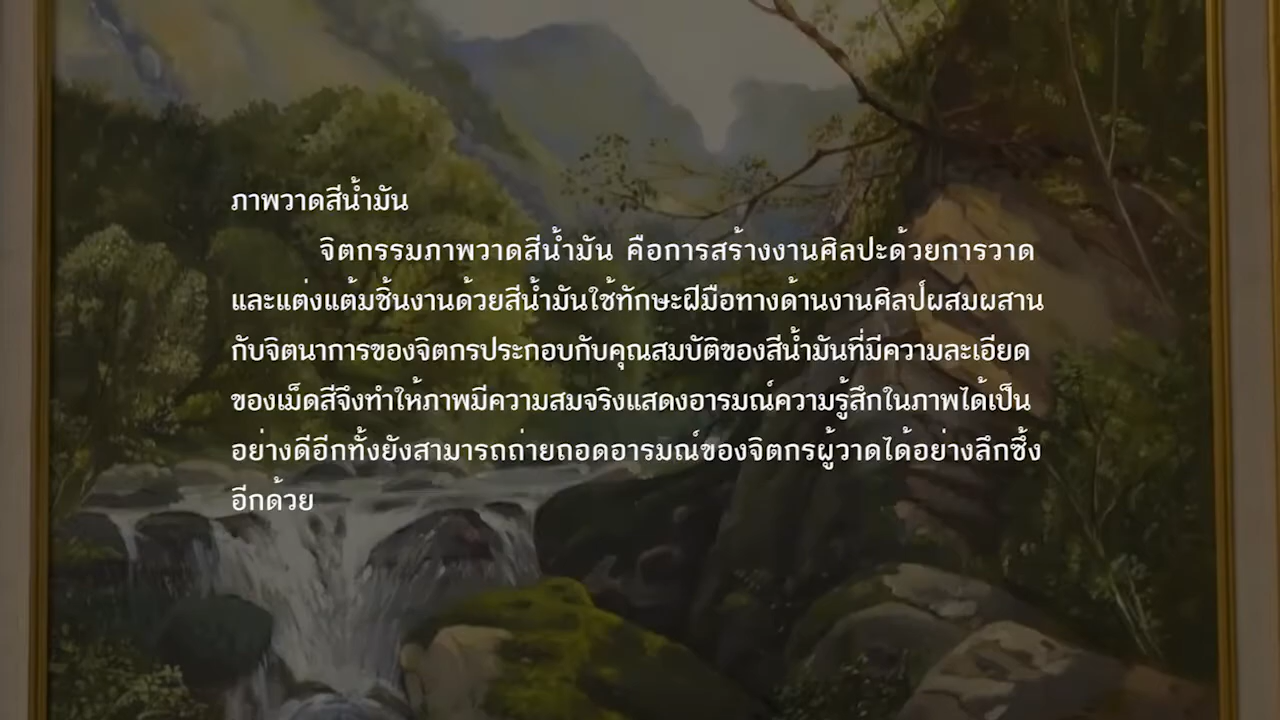 ภาพวาดสีน้ำมัน
จิตกรรมภาพวาดสีน้ำมัน คือการสร้างงานศิลปะด้วยการวาด
และแต่งแต้มชิ้นงานด้วยสีน้ำมันใช้ทักษะฝีมือทางด้านงานศิลป์ผสมผสาน
กับจิตนาการของจิตกรประกอบกับคุณสมบัติของสีน้ำมันที่มีความละเอียด
ของเม็ดสีจึงทำให้ภาพมีความสมจริงแสดงอารมณ์ความรู้สึกในภาพได้เป็น
อย่างดีอีกทั้งยังสามารถถ่ายถอดอารมณ์ของจิตกรผู้วาดได้อย่างลึกซึ้ง
อีกด้วย